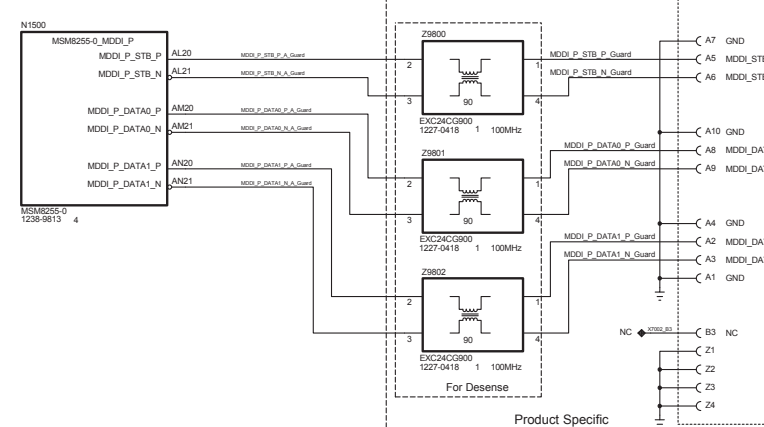 N1500
MSM8255-0_MDDI_P
MDDI_P_STB_P AL20 MDDI_P_STB_P_A_Guard
MDDI_P_STB_N AL21 MDDI_P_STB_N_A_Guard
MDDI_P_DATA0_P AM20 MDDI_P_DATA0_P_A_Guard
MDDI_P_DATA0_N AM21 MDDI_P_DATA0_N_A_Guard
MDDI_P_DATA1_P AN20 MDDI_P_DATA1_P_A_Guard
MDDI_P_DATA1_N AN21 MDDI_P_DATA1_N_A_Guard
MSM8255-0
1238-9813 4
Z9800
2 1
3 90 4
EXC24CG900
1227-0418 1 100MHz
Z9801
2 1
3 90 4
EXC24CG900
1227-0418 1 100MHz
Z9802
2 1
3 90 4
EXC24CG900
1227-0418 1 100MHz
For Desense
Product Specific
A7 GND
MDDI_P_STB_P_Guard A5 MDDI_STB
MDDI_P_STB_N_Guard A6 MDDI_STB
A10 GND
MDDI_P_DATA0_P_Guard A8 MDDI_DA
MDDI_P_DATA0_N_Guard A9 MDDI_DA
A4 GND
MDDI_P_DATA1_P_Guard A2 MDDI_DA
MDDI_P_DATA1_N_Guard A3 MDDI_DA
A1 GND
NC X7002_B3 B3 NC
Z1
Z2
Z3
Z4